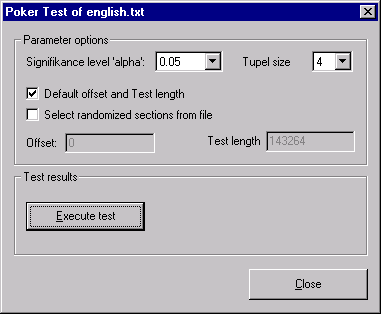 Poker Test of english.txt
Parameter options
Signifikance level 'alpha': 0.05 Tupel size 4
Default offset and Test length
Select randomized sections from file
Offset: 0 Test length 143264
Test results
Execute test
Close